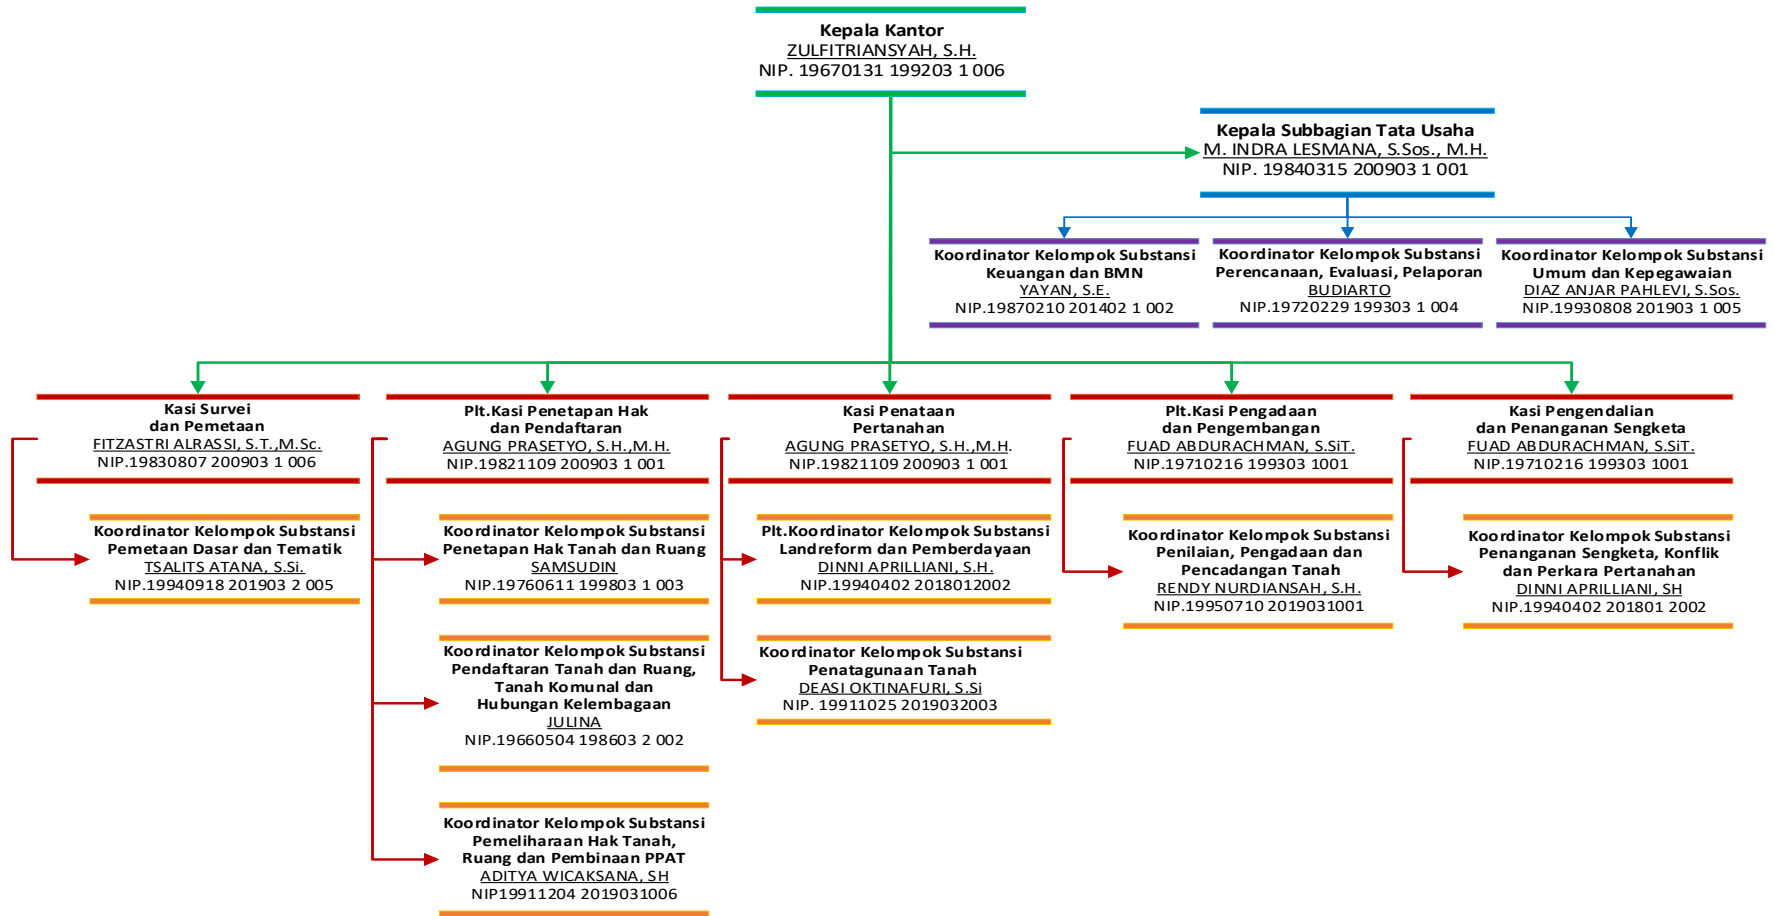 Kepala Kantor
ZULFITRIANSYAH, S.H.
NIP. 19670131 199203 1 006
Kepala Subbagian Tata Usaha
M. INDRA LESMANA, S.Sos., M.H.
NIP. 19840315 200903 1 001
Koordinator Kelompok Substansi
Keuangan dan BMN
YAYAN, S.E.
NIP.19870210 201402 1 002
Koordinator Kelompok Substansi
Perencanaan, Evaluasi, Pelaporan
BUDIARTO
NIP.19720229 199303 1 004
Koordinator Kelompok Substansi
Umum dan Kepegawaian
DIAZ ANJAR PAHLEVI, S.Sos.
NIP.19930808 201903 1 005
Kasi Survei
dan Pemetaan
FITZASTRI ALRASSI, S.T.,M.Sc.
NIP.19830807 200903 1 006
Plt.Kasi Penetapan Hak
dan Pendaftaran
AGUNG PRASETYO, S.H.,M.H.
NIP.19821109 200903 1 001
Kasi Penataan
Pertanahan
AGUNG PRASETYO, S.H.,M.H.
NIP.19821109 200903 1 001
Plt.Kasi Pengadaan
dan Pengembangan
FUAD ABDURACHMAN, S.SiT.
NIP.19710216 199303 1001
Kasi Pengendalian
dan Penanganan Sengketa
FUAD ABDURACHMAN, S.SiT.
NIP.19710216 199303 1001
Koordinator Kelompok Substansi
Pemetaan Dasar dan Tematik
TSALITS ATANA, S.Si.
NIP.19940918 201903 2 005
Koordinator Kelompok Substansi
Penetapan Hak Tanah dan Ruang
SAMSUDIN
NIP.19760611 199803 1 003
Plt.Koordinator Kelompok Substansi
Landreform dan Pemberdayaan
DINNI APRILLIANI, S.H.
NIP.19940402 2018012002
Koordinator Kelompok Substansi
Penilaian, Pengadaan dan
Pencadangan Tanah
RENDY NURDIANSAH, S.H.
NIP.19950710 2019031001
Koordinator Kelompok Substansi
Penanganan Sengketa, Konflik
dan Perkara Pertanahan
DINNI APRILLIANI, SH
NIP.19940402 201801 2002
Koordinator Kelompok Substansi
Pendaftaran Tanah dan Ruang,
Tanah Komunal dan
Hubungan Kelembagaan
JULINA
NIP.19660504 198603 2 002
Koordinator Kelompok Substansi
Penatagunaan Tanah
DEASI OKTINAFURI, S.Si
NIP. 19911025 2019032003
Koordinator Kelompok Substansi
Pemeliharaan Hak Tanah,
Ruang dan Pembinaan PPAT
ADITYA WICAKSANA, SH
NIP19911204 2019031006